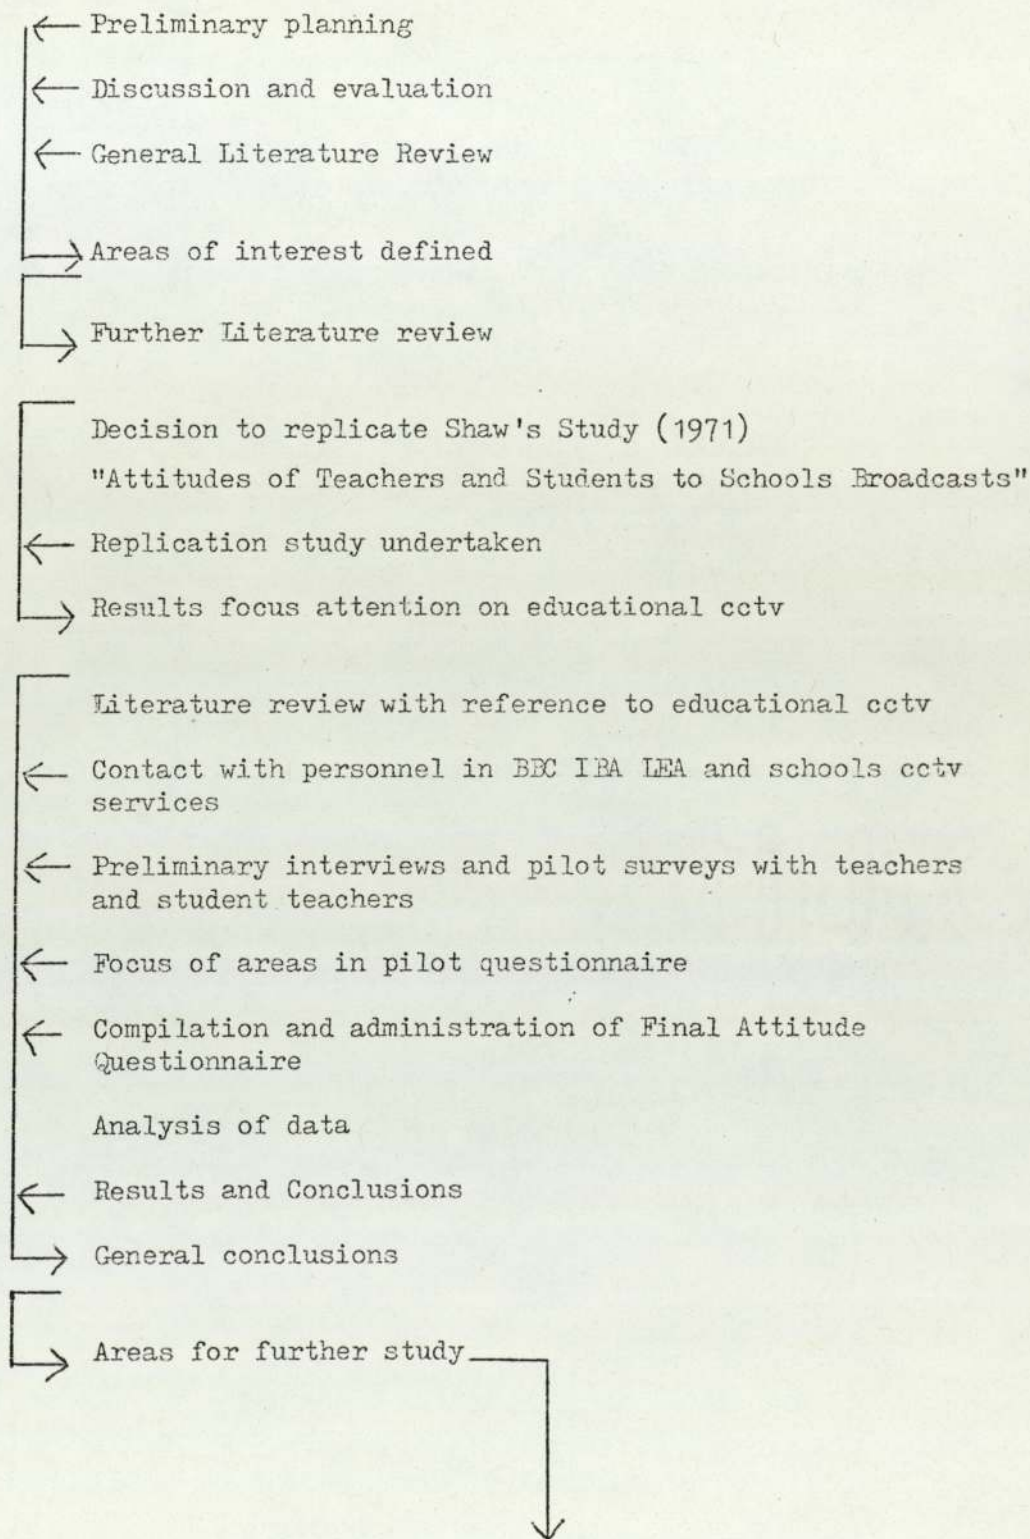 Preliminary planning
Discussion and evaluation
General Literature Review
Areas of interest defined
Further Literature review
Decision to replicate Shaw's Study (1971)
"Attitudes of Teachers and Students to Schools Broadcasts"
Replication study undertaken
Results focus attention on educational cctv
Literature review with reference to educational cctv
Contact with personnel in BBC IBA LEA and schools cctv
services
Preliminary interviews and pilot surveys with teachers
and student teachers
Focus of areas in pilot questionnaire
Compilation and administration of Final Attitude
Questionnaire
Analysis of data
Results and Conclusions
General conclusions
Areas for further study